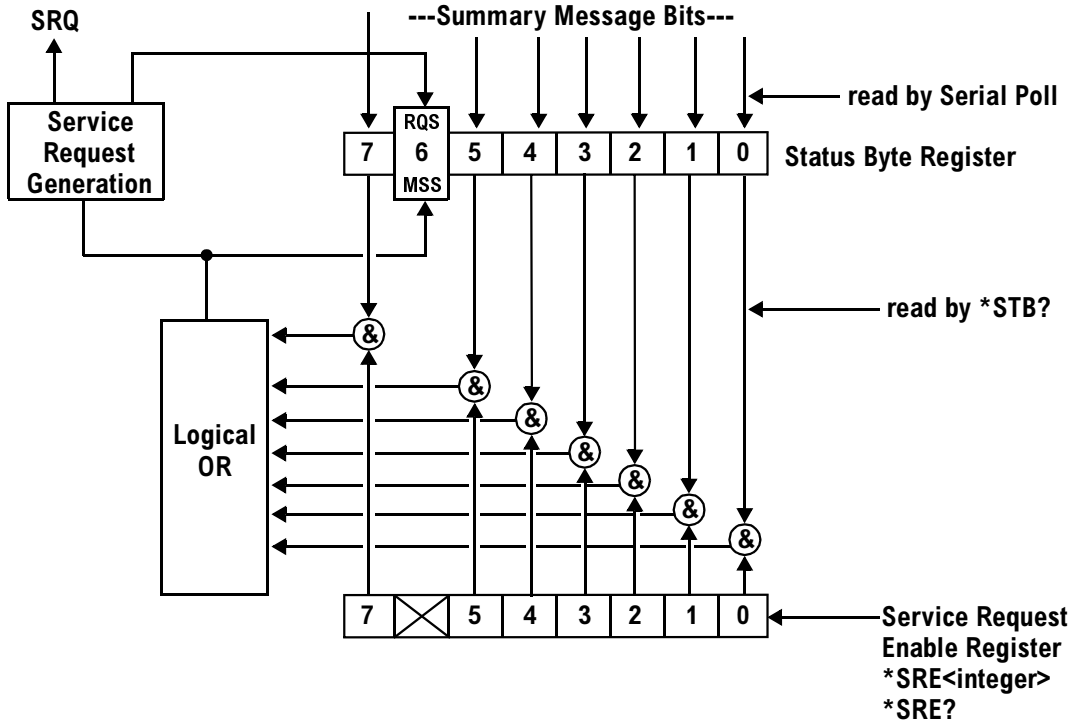 SRQ
---Summary Message Bits---
read by Serial Poll
Service
Request
Generation
RQS
7 6 5 4 3 2 1 0
MSS
Status Byte Register
read by *STB?
&
&
&
&
&
&
&
Logical
OR
7 5 4 3 2 1 0
Service Request
Enable Register
*SRE<integer>
*SRE?